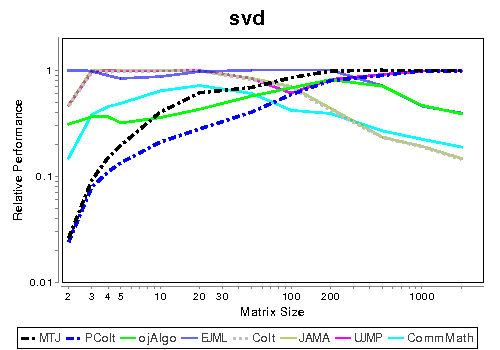 svd
Relative Performance
1
0.1
0.01
2 3 4 5 10 20 30 100 200 1000
Matrix Size
MTJ PColt ojAlgo EJML Colt JAMA UJMP CommMath